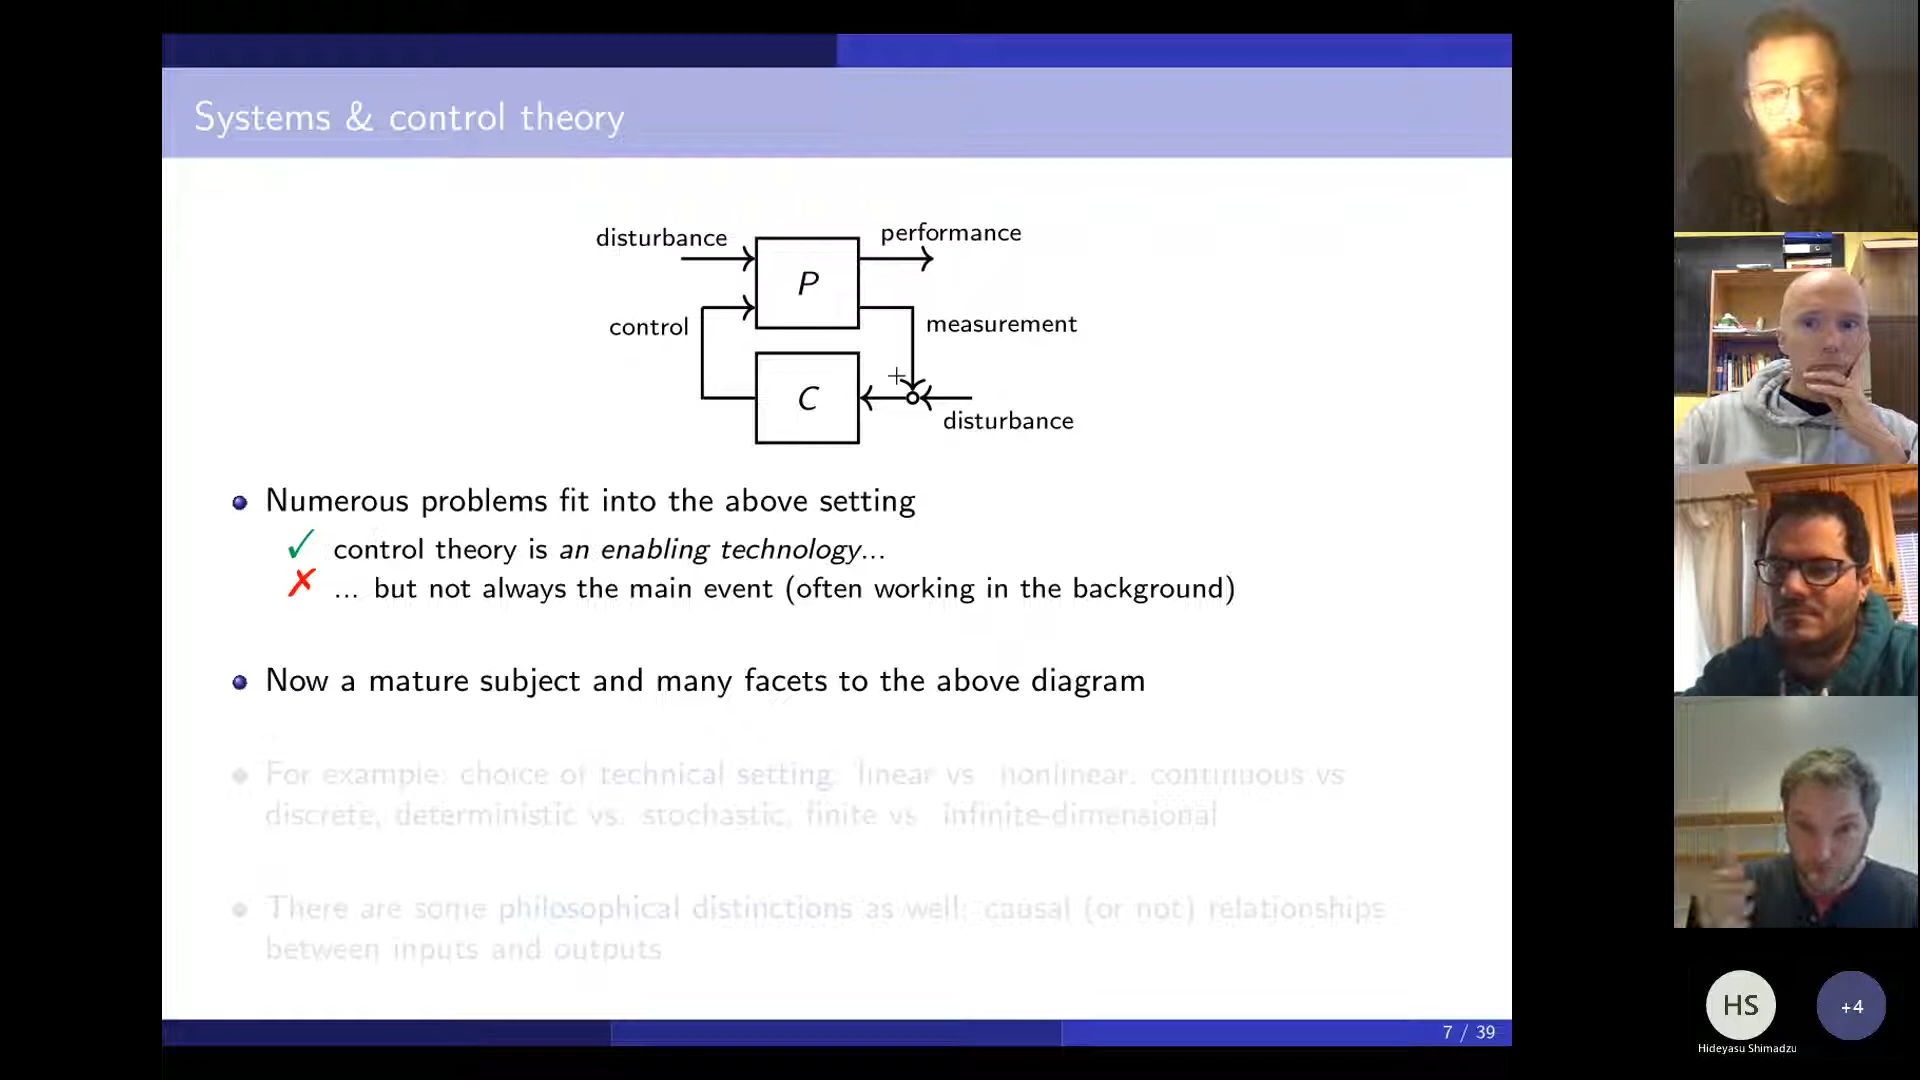 Systems & control theory
disturbance
performance
P
control
measurement
+
C
disturbance
Numerous problems fit into the above setting
✓ control theory is an enabling technology...
✗ ... but not always the main event (often working in the background)
Now a mature subject and many facets to the above diagram
For example: choice of technical setting: linear vs. nonlinear, continuous vs
discrete, deterministic vs. stochastic, finite vs. infinite-dimensional
There are some philosophical distinctions as well: causal (or not) relationships
between inputs and outputs
7 / 39
HS
+4
Hideyasu Shimadzu